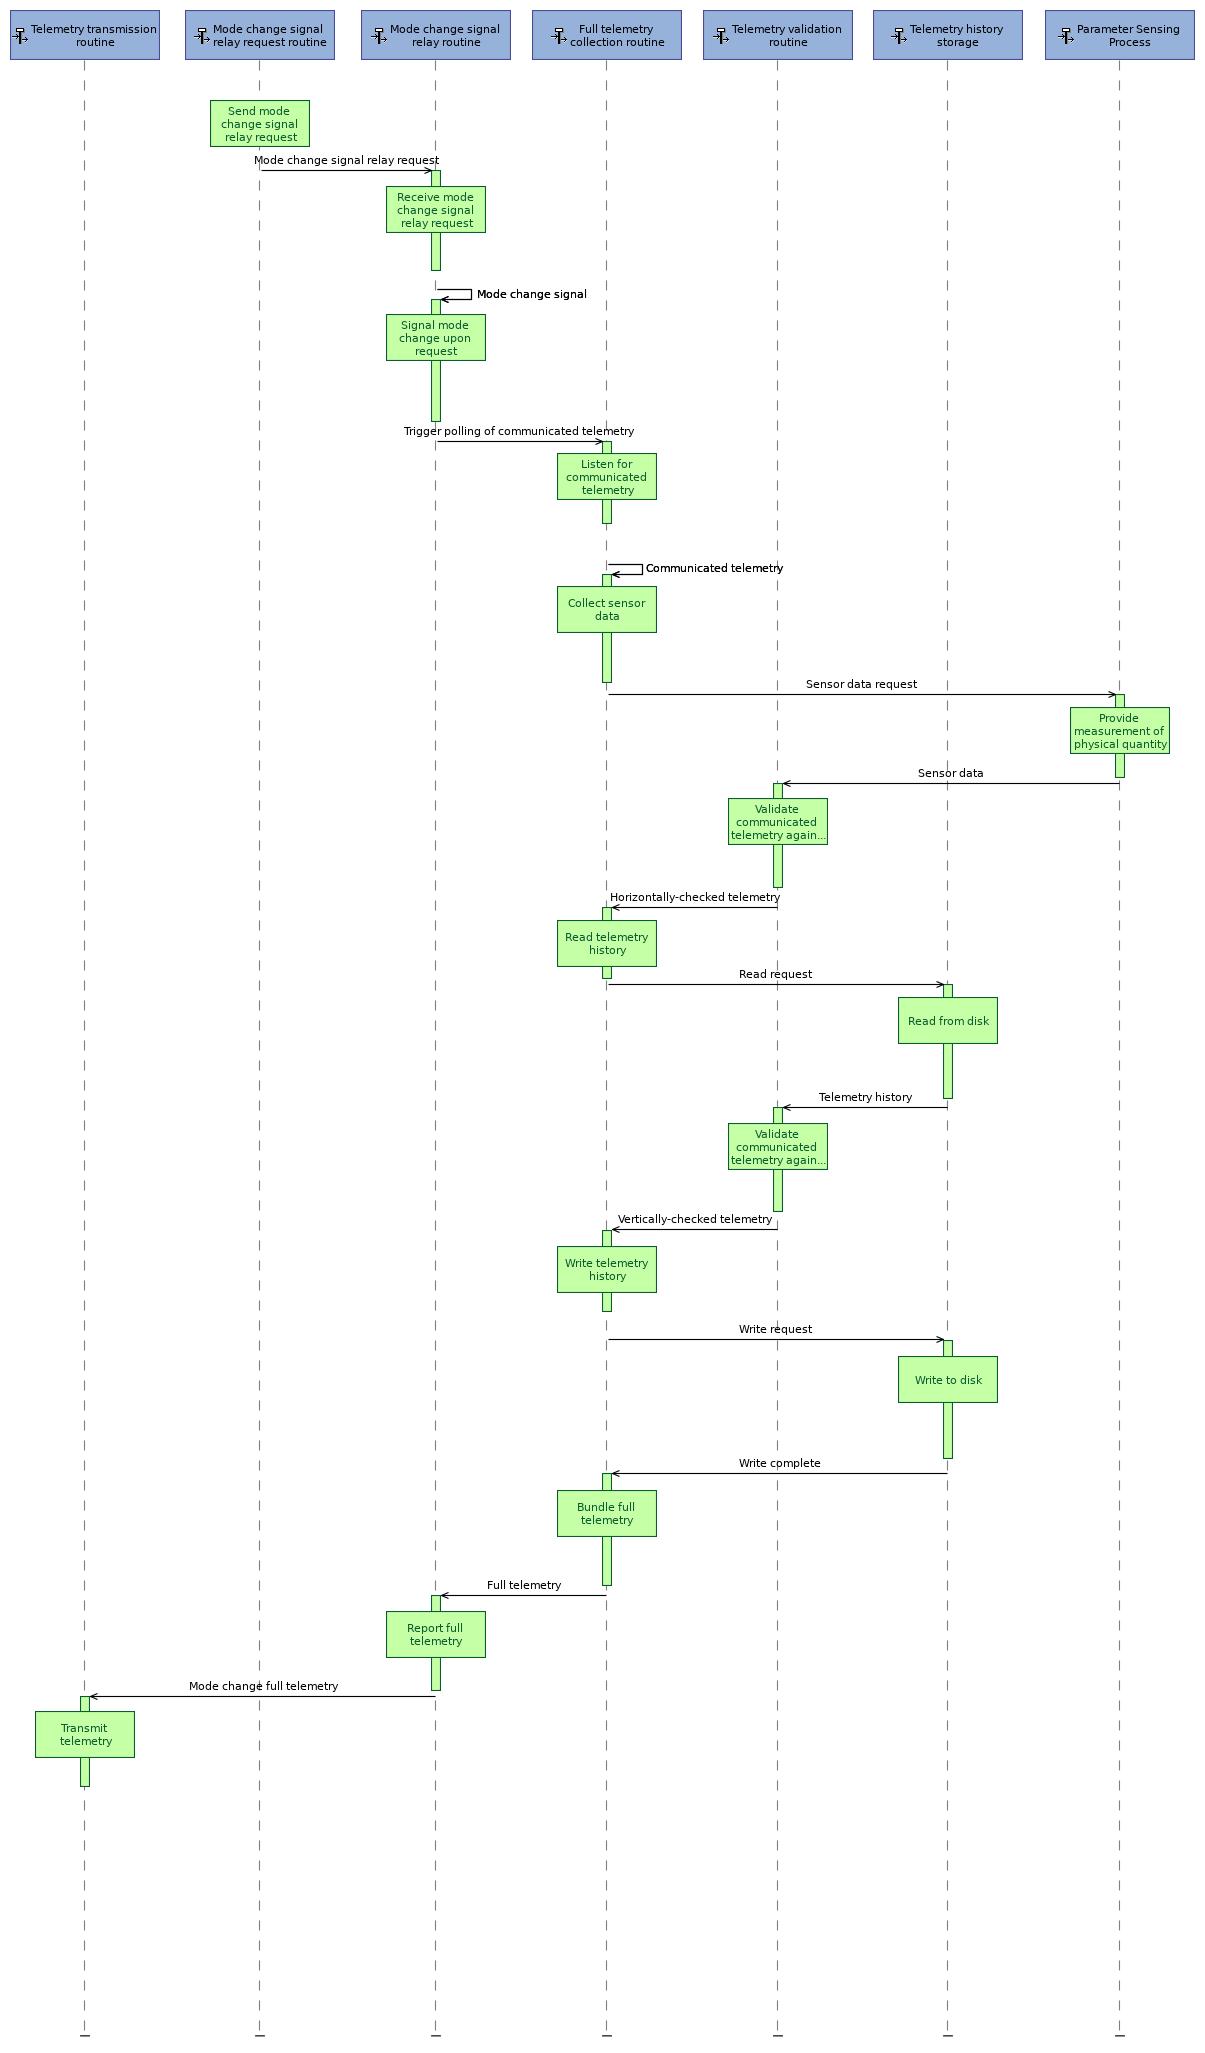 Telemetry transmission
routine
Mode change signal
relay request routine
Mode change signal
relay routine
Full telemetry
collection routine
Telemetry validation
routine
Telemetry history
storage
Parameter Sensing
Process
Send mode
change signal
relay request
Mode change signal relay request
Receive mode
change signal
relay request
Mode change signal
Signal mode
change upon
request
Trigger polling of communicated telemetry
Listen for
communicated
telemetry
Communicated telemetry
Collect sensor
data
Sensor data request
Provide
measurement of
physical quantity
Sensor data
Validate
communicated
telemetry again...
Horizontally-checked telemetry
Read telemetry
history
Read request
Read from disk
Telemetry history
Validate
communicated
telemetry again...
Vertically-checked telemetry
Write telemetry
history
Write request
Write to disk
Write complete
Bundle full
telemetry
Full telemetry
Report full
telemetry
Mode change full telemetry
Transmit
telemetry